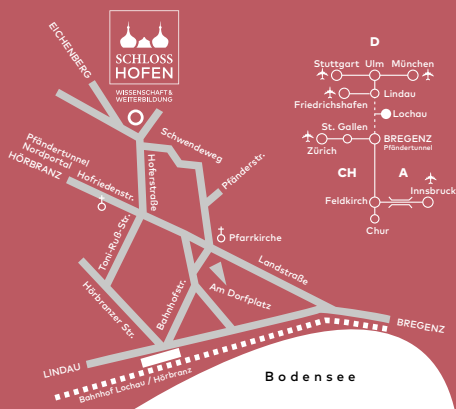 EICHENBERG
SCHLOSS
HOFEN
WISSENSCHAFT &
WEITERBILDUNG
Schwendeweg
Pfändertunnel
Nordportal
HÖRBRANZ
Hofriedenstr.
Hoferstraße
Pfänderstr.
Toni-Ruß-Str.
Pfarrkirche
Landstraße
Am Dorfplatz
Bahnhofstr.
Hörbranzer Str.
LINDAU
Bahnhof Lochau / Hörbranz
BREGENZ
Bodensee
D
Stuttgart Ulm München
Lindau
Friedrichshafen
Lochau
St. Gallen
BREGENZ
Pfändertunnel
Zürich
CH A
Innsbruck
Feldkirch
Chur